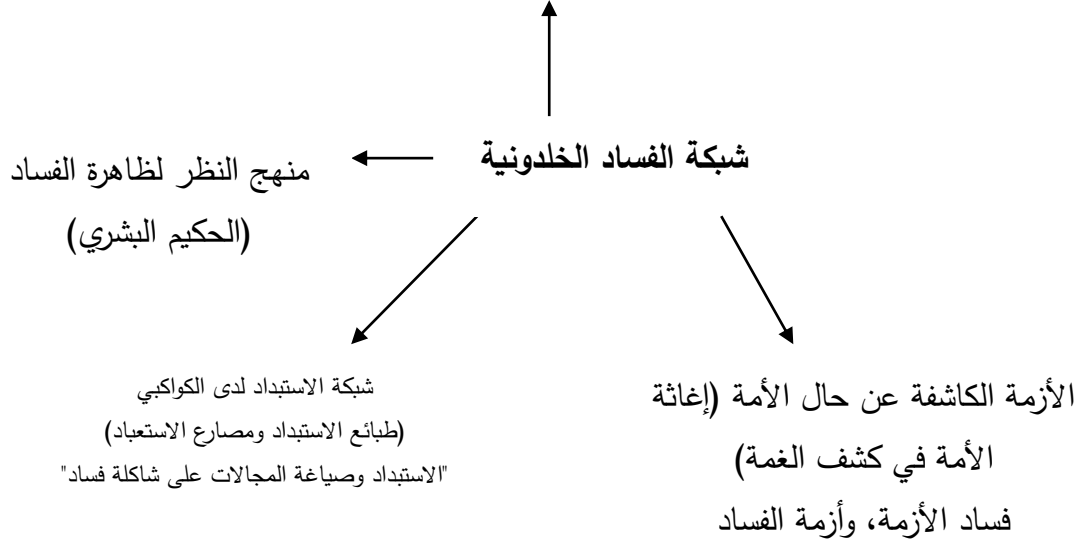 شبكة الفساد الخلدونية
منهج النظر لظاهرة الفساد
(الحكيم البشري)
الأزمة الكاشفة عن حال الأمة (إغاثة
الأمة في كشف الغمة)
فساد الأزمة، وأزمة الفساد
شبكة الاستبداد لدى الكواكبي
(طبائع الاستبداد ومصارع الاستعباد)
"الاستبداد وصياغة المجالات على شاكلة فساد"